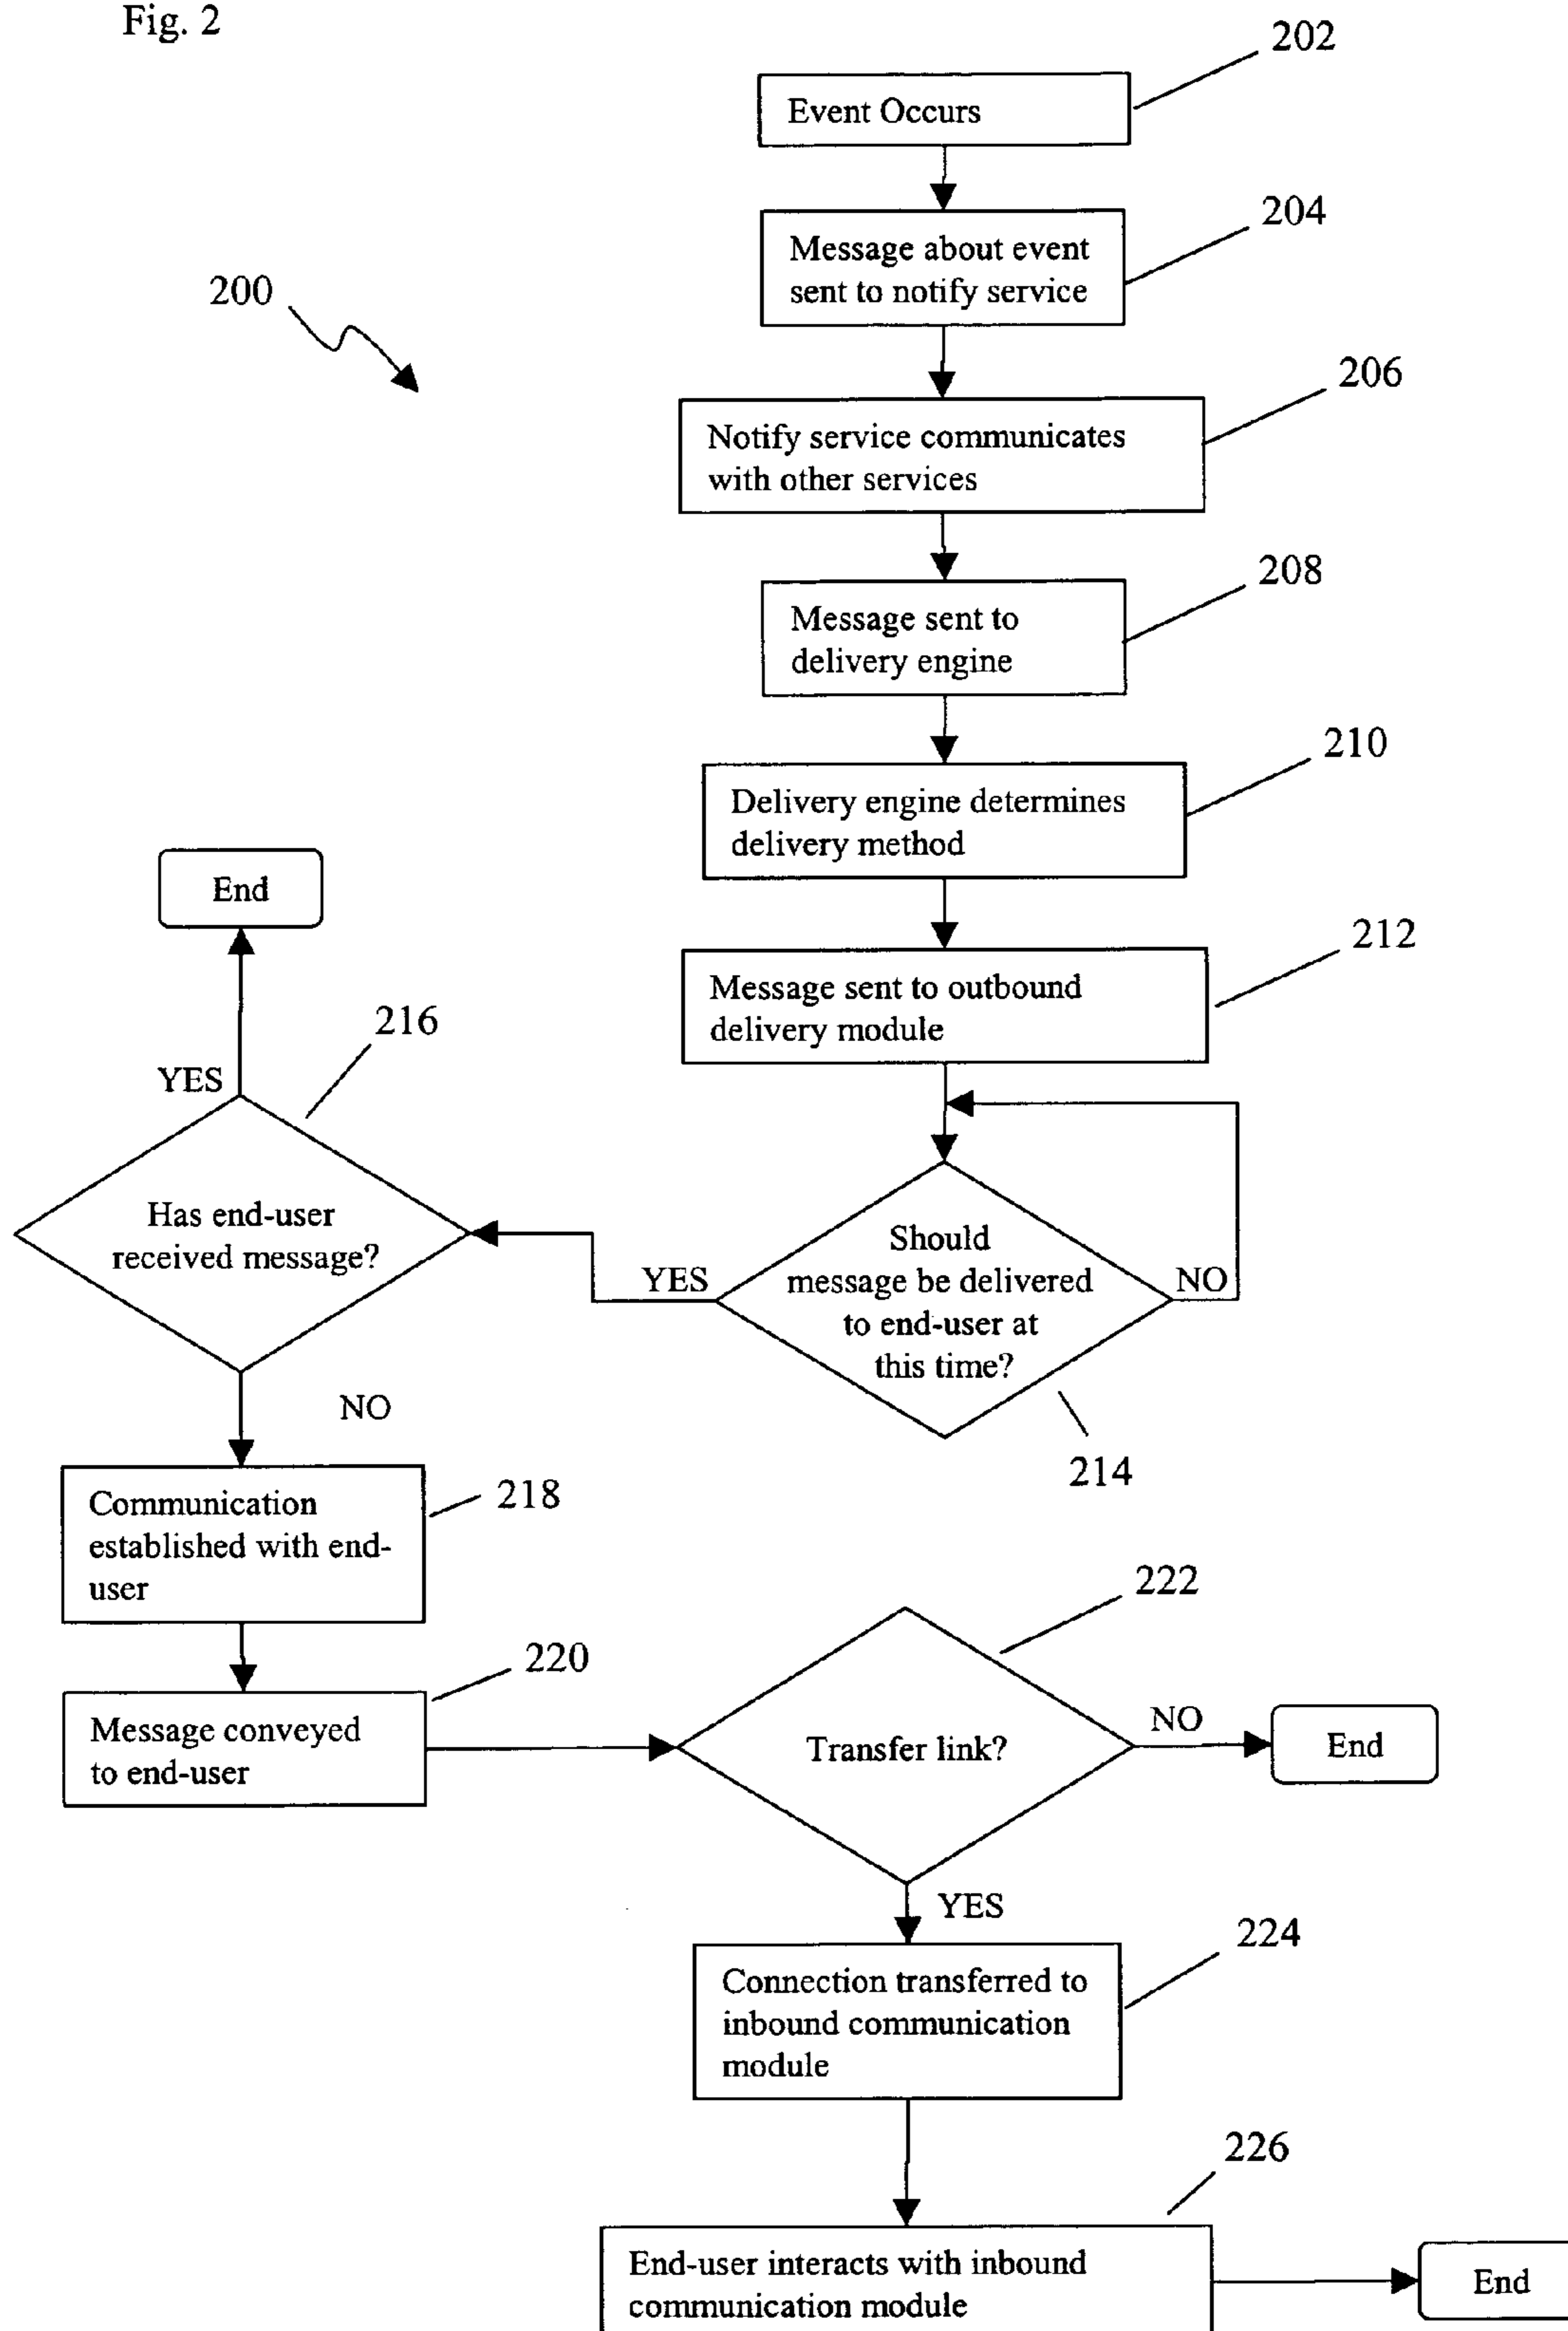 Fig. 2
202
Event Occurs
204
Message about event
sent to notify service
200
206
Notify service communicates
with other services
208
Message sent to
delivery engine
210
Delivery engine determines
delivery method
End
212
Message sent to outbound
delivery module
216
YES
Has end-user
received message?
YES
Should
message be delivered
to end-user at
this time?
NO
214
NO
218
Communication
established with end-
user
220
Message conveyed
to end-user
222
Transfer link?
NO
End
YES
224
Connection transferred to
inbound communication
module
226
End-user interacts with inbound
communication module
End